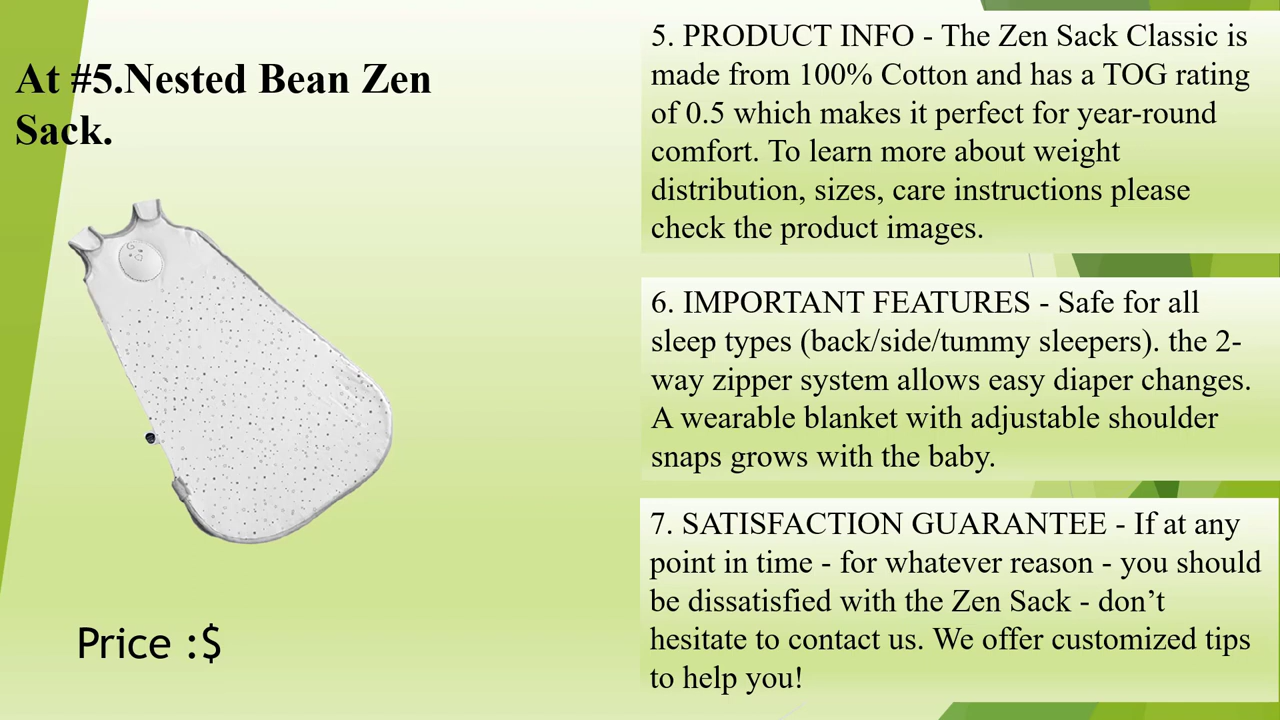 At #5.Nested Bean Zen
Sack.
Price :$
5. PRODUCT INFO - The Zen Sack Classic is
made from 100% Cotton and has a TOG rating
of 0.5 which makes it perfect for year-round
comfort. To learn more about weight
distribution, sizes, care instructions please
check the product images.
6. IMPORTANT FEATURES - Safe for all
sleep types (back/side/tummy sleepers). the 2-
way zipper system allows easy diaper changes.
A wearable blanket with adjustable shoulder
snaps grows with the baby.
7. SATISFACTION GUARANTEE - If at any
point in time - for whatever reason - you should
be dissatisfied with the Zen Sack - don’t
hesitate to contact us. We offer customized tips
to help you!